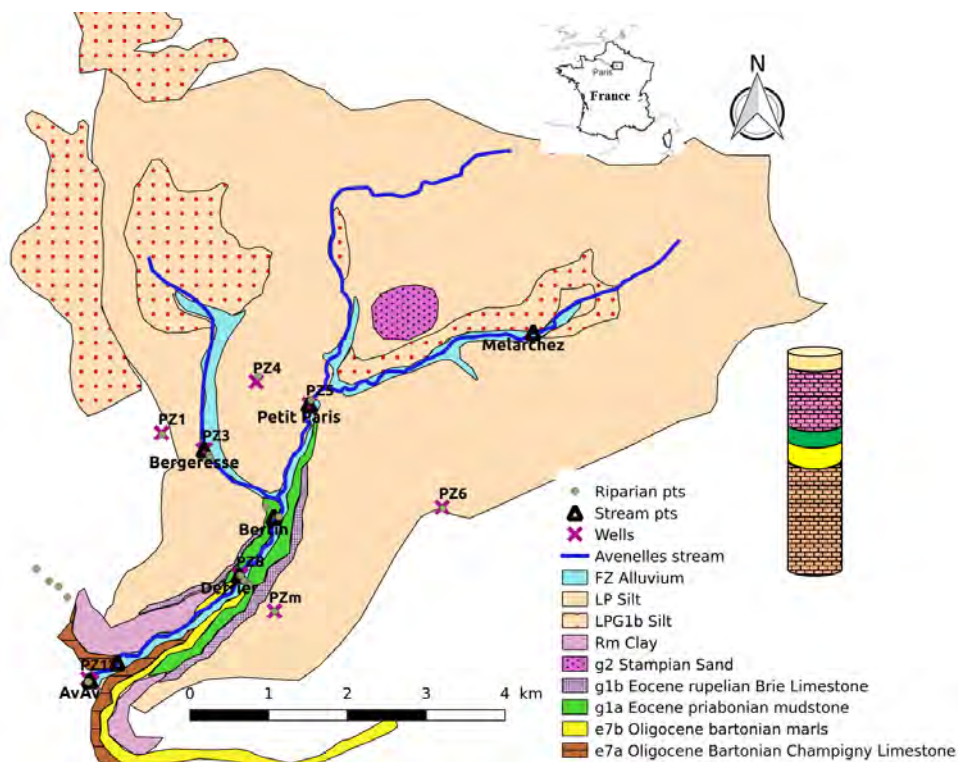 N
Paris
France
Melarchez
PZ4
PZ5
Petit Paris
PZ1
PZ3
Bergeresse
PZ6
Bertin
PZ8
PZm
AvAv
0 1 2 3 4 km
Riparian pts
Stream pts
Wells
Avenelles stream
FZ Alluvium
LP Silt
LPG1b Silt
Rm Clay
g2 Stampian Sand
g1b Eocene rupelian Brie Limestone
g1a Eocene priabonian mudstone
e7b Oligocene bartonian marls
e7a Oligocene Bartonian Champigny Limestone